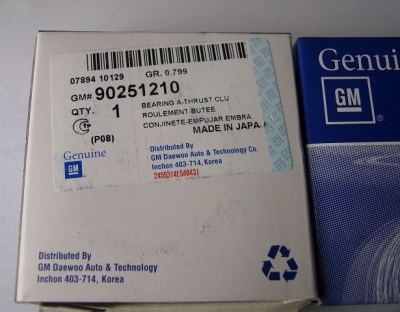 07894 10129 GR. 0.799
GM# 90251210
QTY. 1
BEARING A-THRUST CLU
ROULEMENT-BUTEE
CONJINETE-EMPUJAR EMBRA
MADE IN JAPAN
(P08)
Genuine
GM
Distributed By
GM Daewoo Auto & Technology Co.
Inchon 403-714, Korea
Distributed By
GM Daewoo Auto & Technology
Inchon 403-714, Korea
Genuine
GM